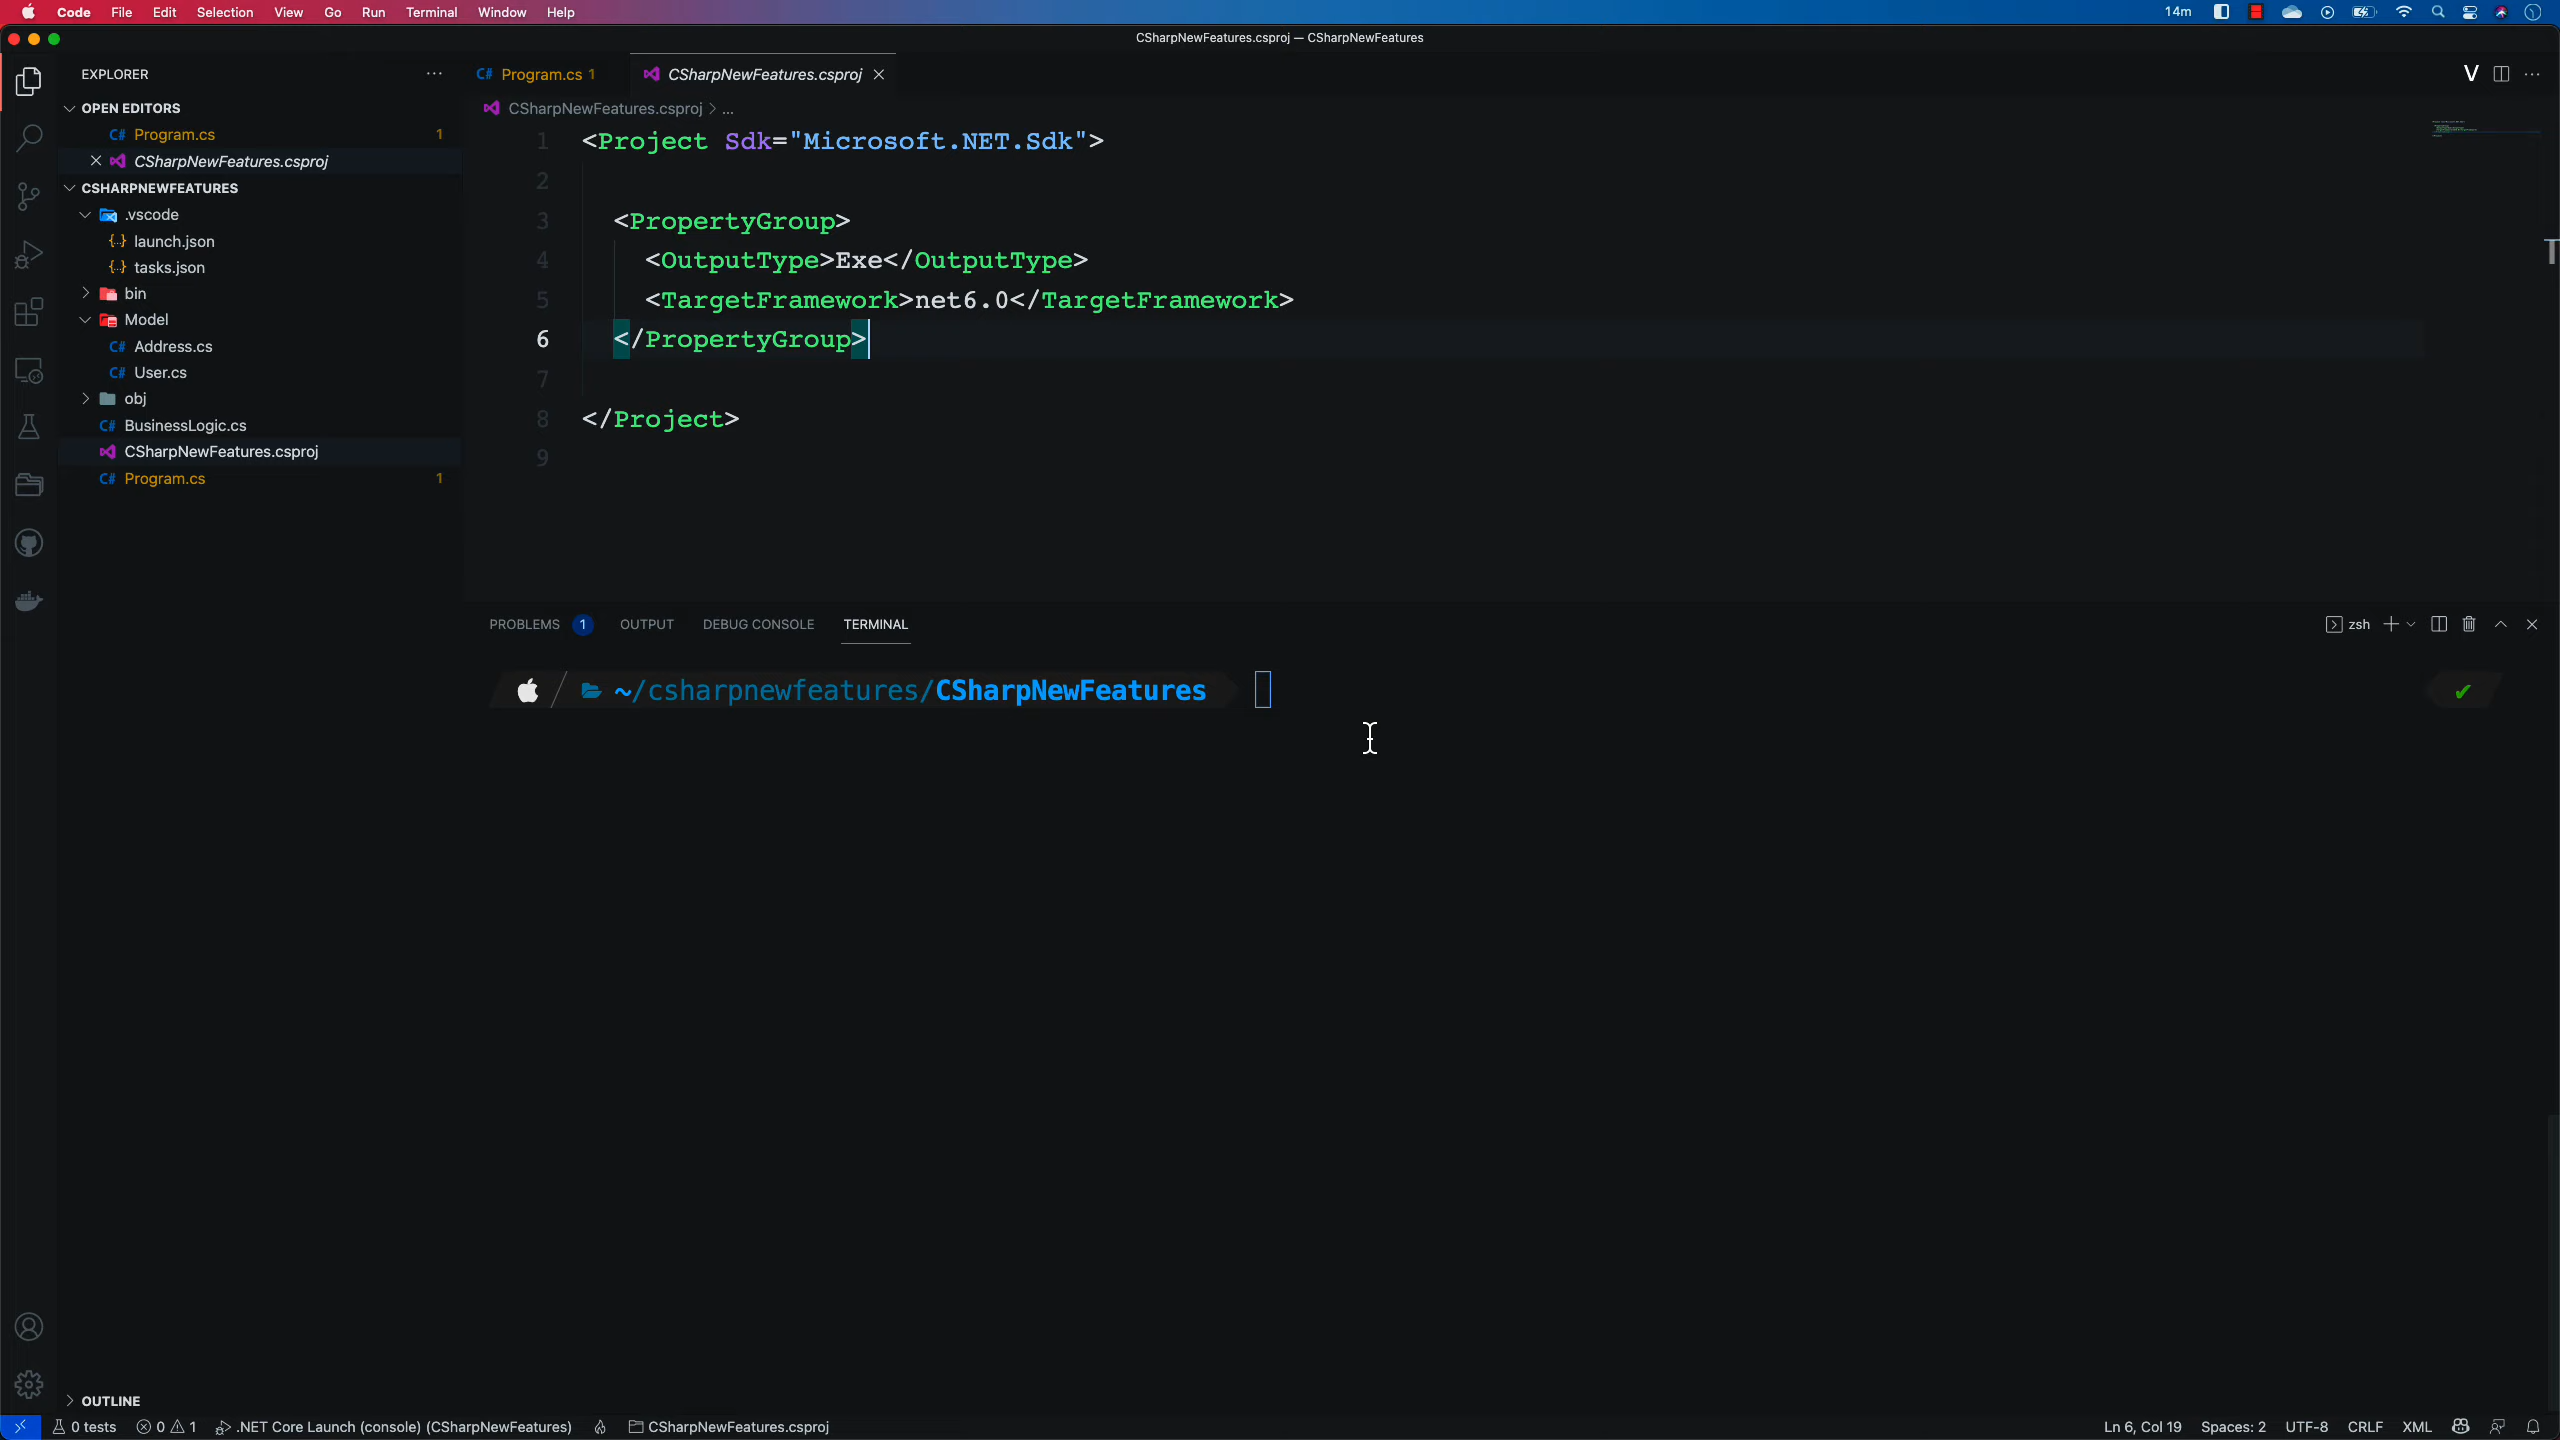 Code File Edit Selection View Go Run Terminal Window Help 14m
CSharpNewFeatures.csproj — CSharpNewFeatures
EXPLORER
OPEN EDITORS
C# Program.cs 1
CSharpNewFeatures.csproj
CSHARPNEWFEATURES
.vscode
launch.json
tasks.json
bin
Model
C# Address.cs
C# User.cs
obj
C# BusinessLogic.cs
CSharpNewFeatures.csproj
C# Program.cs 1
OUTLINE
C# Program.cs 1 CSharpNewFeatures.csproj
V
CSharpNewFeatures.csproj > ...
1 <Project Sdk="Microsoft.NET.Sdk">
2
3 <PropertyGroup>
4 <OutputType>Exe</OutputType>
5 <TargetFramework>net6.0</TargetFramework>
6 </PropertyGroup>
7
8 </Project>
9
PROBLEMS 1 OUTPUT DEBUG CONSOLE TERMINAL zsh
~/csharpnewfeatures/CSharpNewFeatures
0 tests 0 1 .NET Core Launch (console) (CSharpNewFeatures) CSharpNewFeatures.csproj Ln 6, Col 19 Spaces: 2 UTF-8 CRLF XML